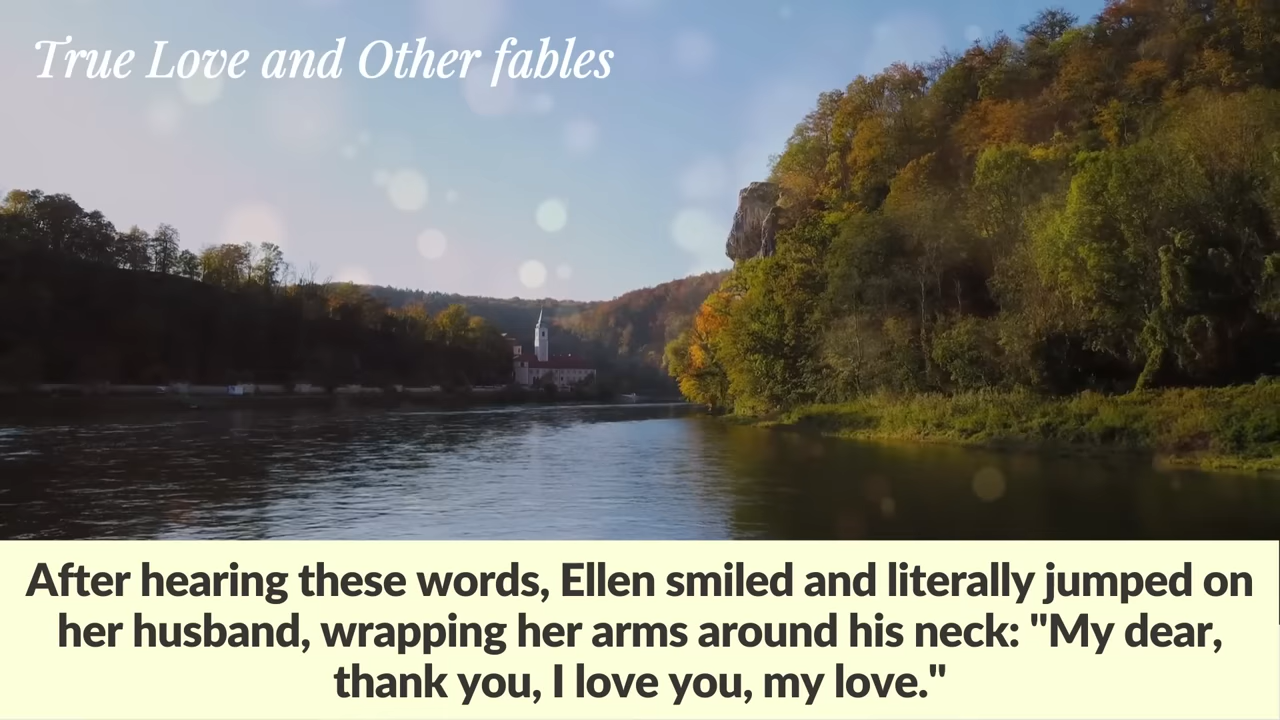 True Love and Other fables
After hearing these words, Ellen smiled and literally jumped on
her husband, wrapping her arms around his neck: "My dear,
thank you, I love you, my love."